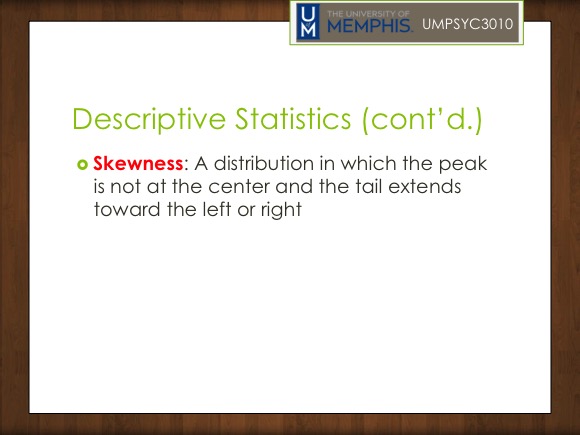 UM
THE UNIVERSITY OF
MEMPHIS.
UMPSYC3010
Descriptive Statistics (cont’d.)
Skewness: A distribution in which the peak
is not at the center and the tail extends
toward the left or right